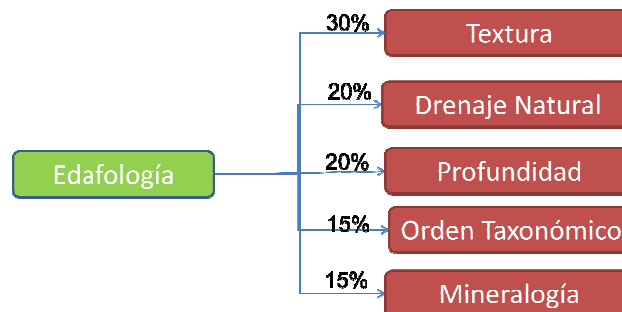 30%
Textura
20%
Drenaje Natural
Edafología
20%
Profundidad
15%
Orden Taxonómico
15%
Mineralogía